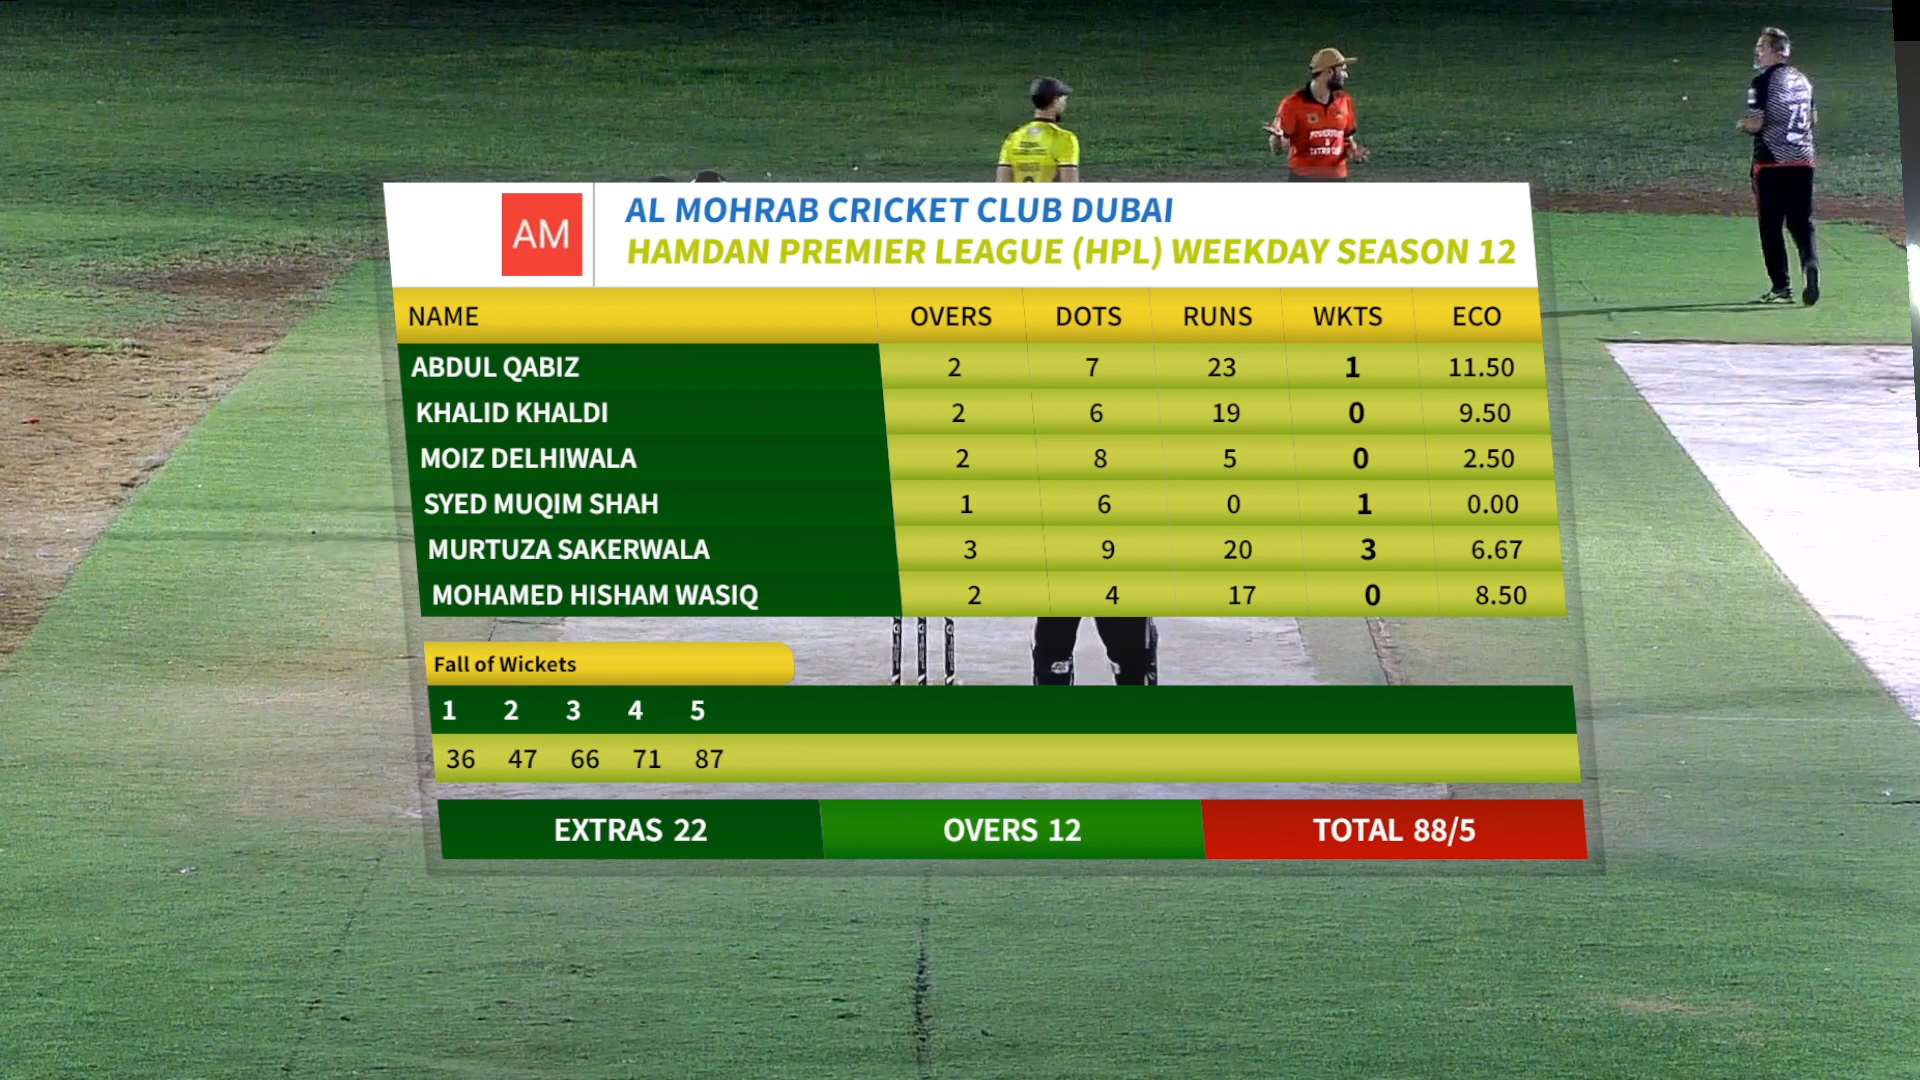 AM
AL MOHRAB CRICKET CLUB DUBAI
HAMDAN PREMIER LEAGUE (HPL) WEEKDAY SEASON 12
NAME OVERS DOTS RUNS WKTS ECO
ABDUL QABIZ 2 7 23 1 11.50
KHALID KHALDI 2 6 19 0 9.50
MOIZ DELHIWALA 2 8 5 0 2.50
SYED MUQIM SHAH 1 6 0 1 0.00
MURTUZA SAKERWALA 3 9 20 3 6.67
MOHAMED HISHAM WASIQ 2 4 17 0 8.50
Fall of Wickets
1 2 3 4 5
36 47 66 71 87
EXTRAS 22 OVERS 12 TOTAL 88/5
75